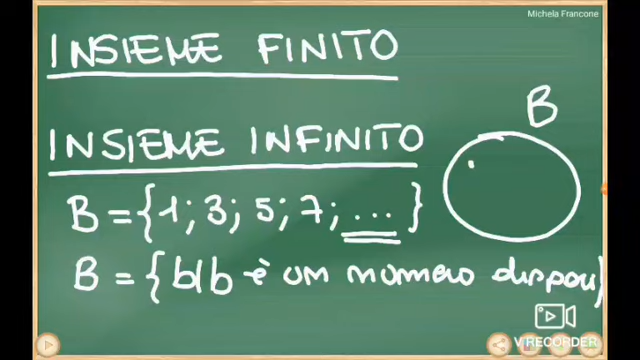 Michela Francone
INSIEME FINITO
INSIEME INFINITO
B
B = {1; 3; 5; 7; ... }
B = {b|b è un numero dispari}
V RECORDER